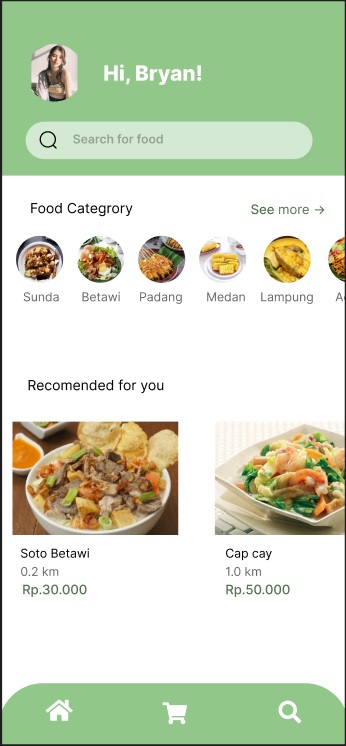 Hi, Bryan!
Search for food
Food Categrory
See more →
Sunda Betawi Padang Medan Lampung
Recomended for you
Soto Betawi
0.2 km
Rp.30.000
Cap cay
1.0 km
Rp.50.000